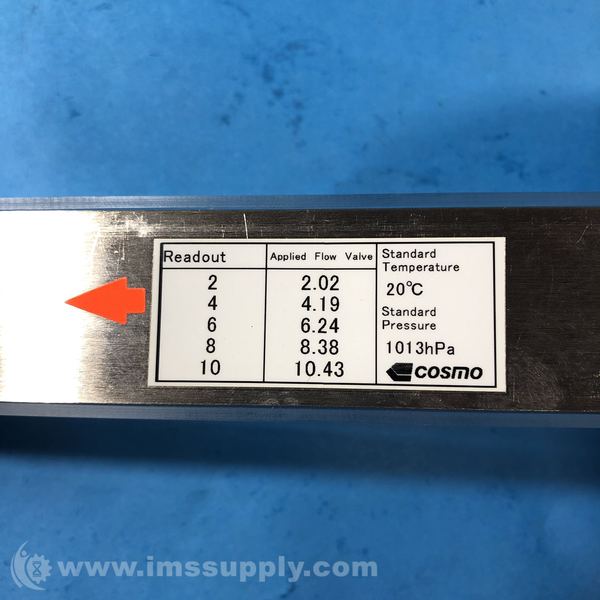 Readout Applied Flow Valve
2 2.02
4 4.19
6 6.24
8 8.38
10 10.43
Standard
Temperature
20℃
Standard
Pressure
1013hPa
COSMO
www.imssupply.com